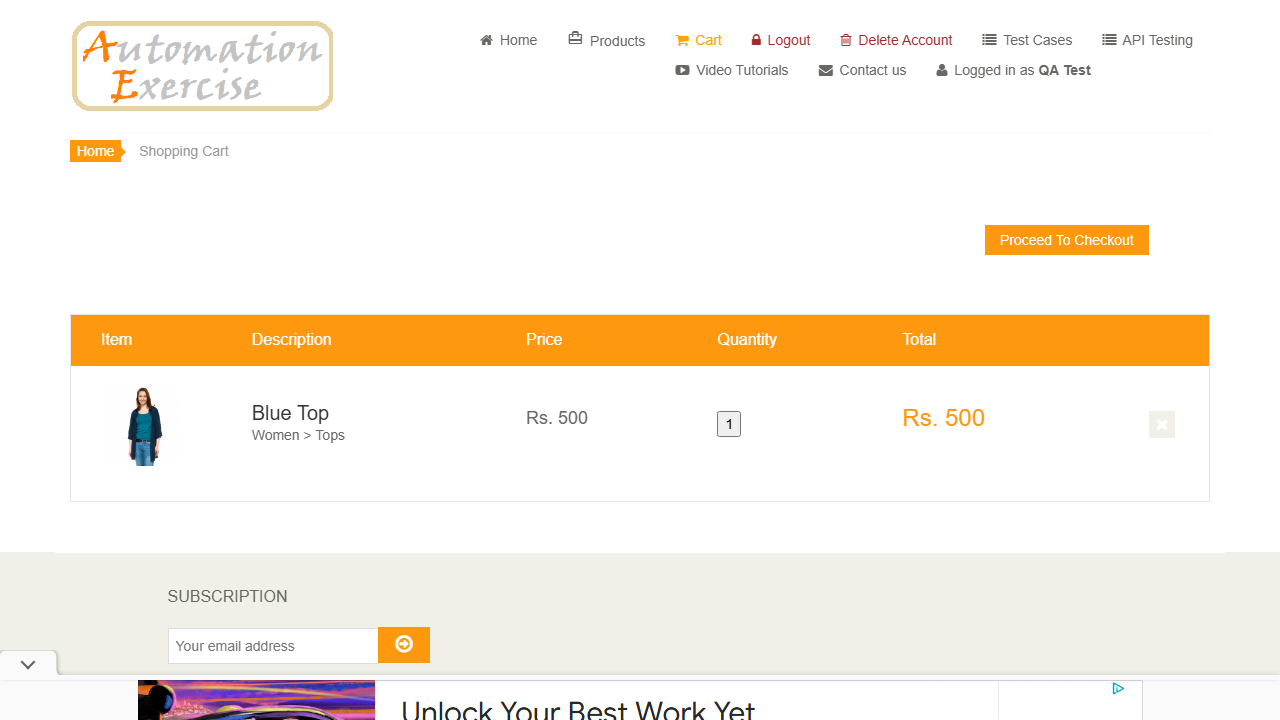 Automation
Exercise
Home Products Cart Logout Delete Account Test Cases API Testing
Video Tutorials Contact us Logged in as QA Test
Home Shopping Cart
Proceed To Checkout
Item Description Price Quantity Total
Blue Top Rs. 500 1 Rs. 500
Women > Tops
SUBSCRIPTION
Your email address
Unlock Your Best Work Yet